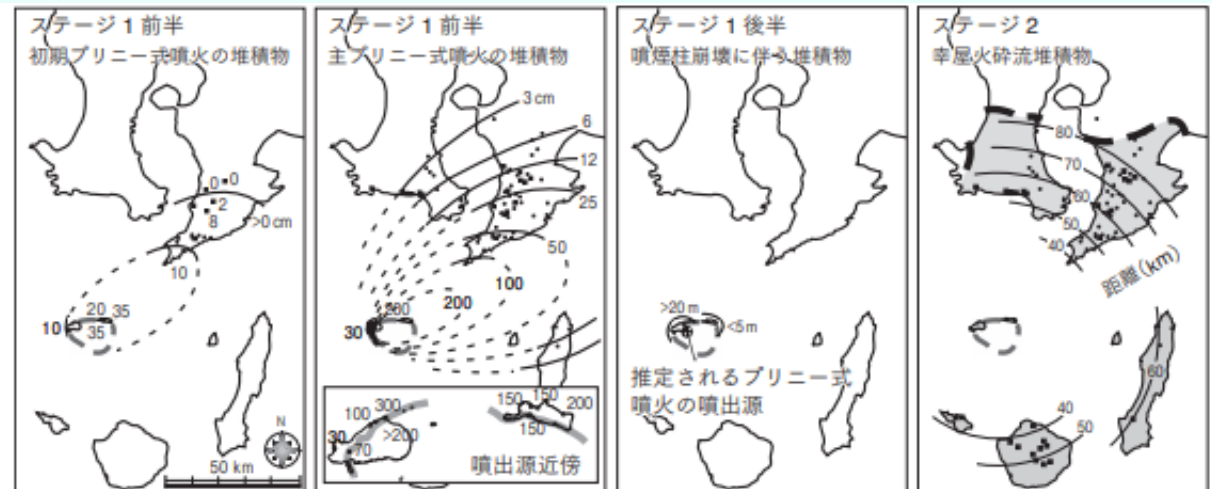 ステージ1前半
初期プリニー式噴火の堆積物
0
0
2
8
>0 cm
10
20
35
10
35
N
50 km
ステージ1前半
主プリニー式噴火の堆積物
3 cm
6
12
25
50
100
200
30
150
150
200
150
300
100
30
>200
70
噴出源近傍
ステージ1後半
噴煙柱崩壊に伴う堆積物
>20 m
<5 m
推定されるプリニー式
噴火の噴出源
ステージ2
幸屋火砕流堆積物
80
70
60
50
40
距離(km)
60
40
50